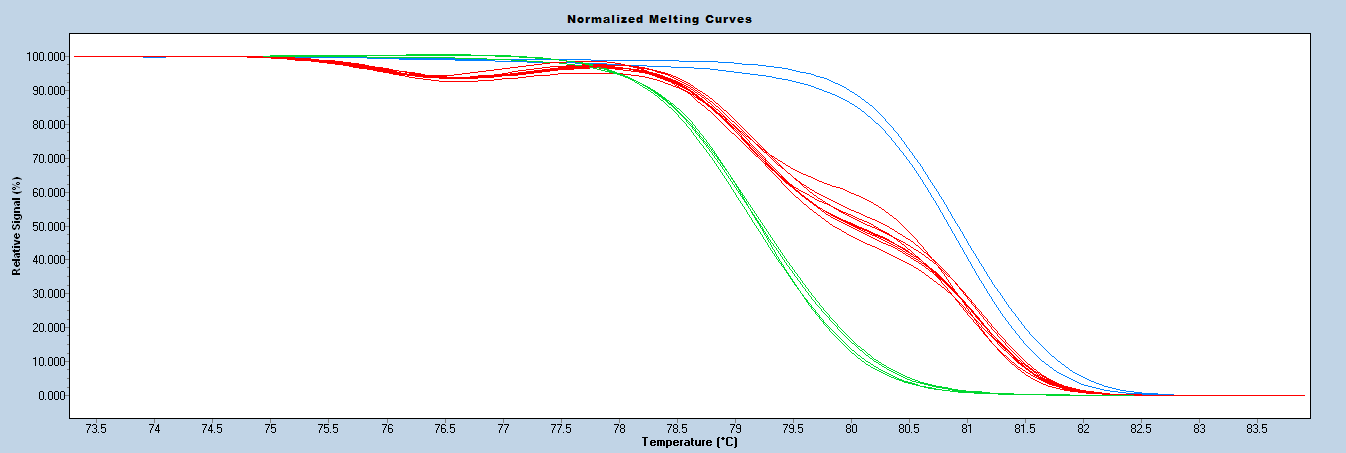 Normalized Melting Curves
Relative Signal (%)
100.000
90.000
80.000
70.000
60.000
50.000
40.000
30.000
20.000
10.000
0.000
73.5 74 74.5 75 75.5 76 76.5 77 77.5 78 78.5 79 79.5 80 80.5 81 81.5 82 82.5 83 83.5
Temperature (°C)